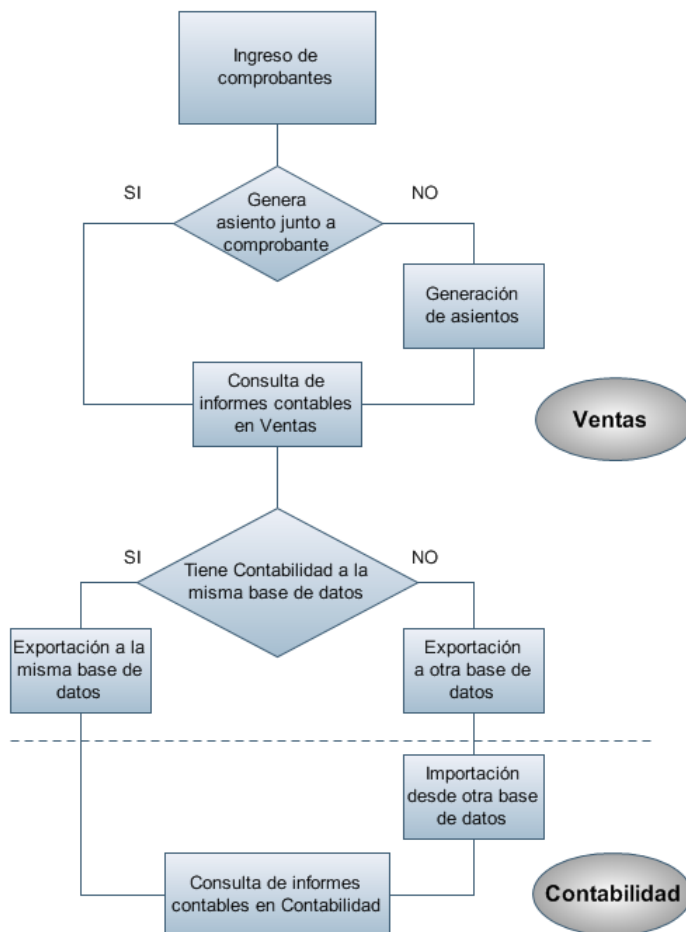 Ingreso de
comprobantes
SI
NO
Genera
asiento junto a
comprobante
Generación
de asientos
Consulta de
informes contables
en Ventas
Ventas
SI
NO
Tiene Contabilidad a la
misma base de datos
Exportación a la
misma base de
datos
Exportación
a otra base de
datos
Importación
desde otra base
de datos
Consulta de informes
contables en Contabilidad
Contabilidad